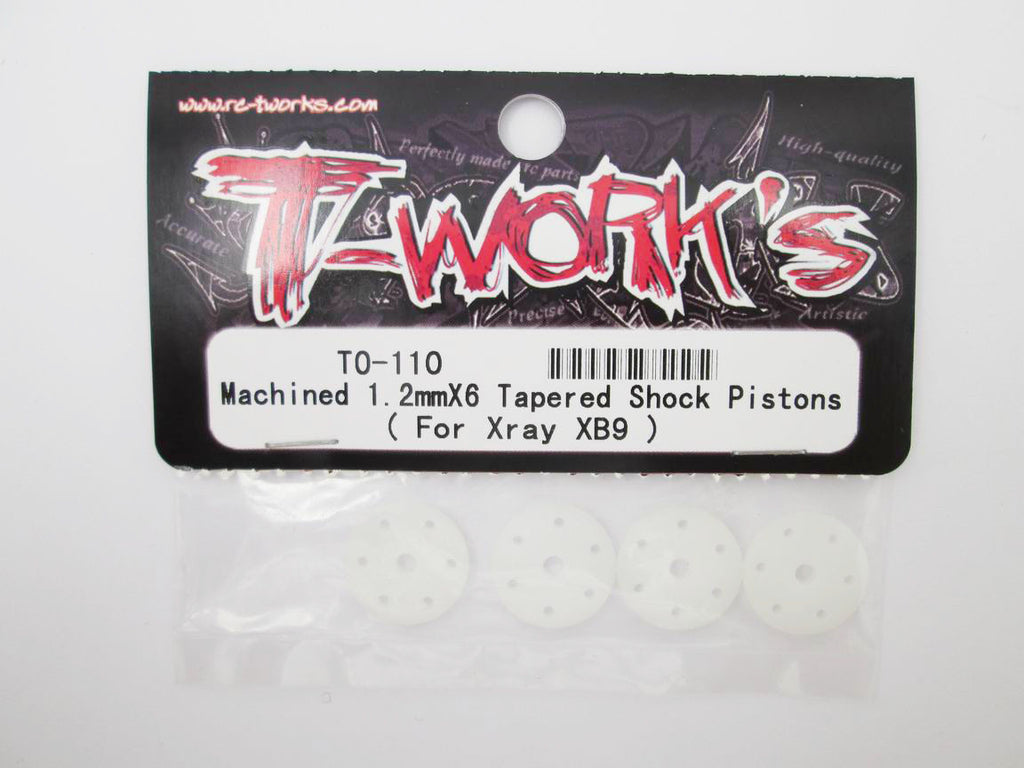 www.rc-tworks.com
Perfectly made rc parts
High-quality
Accurate
T-WORK's
Precise
Artistic
TO-110
Machined 1.2mmX6 Tapered Shock Pistons
( For Xray XB9 )